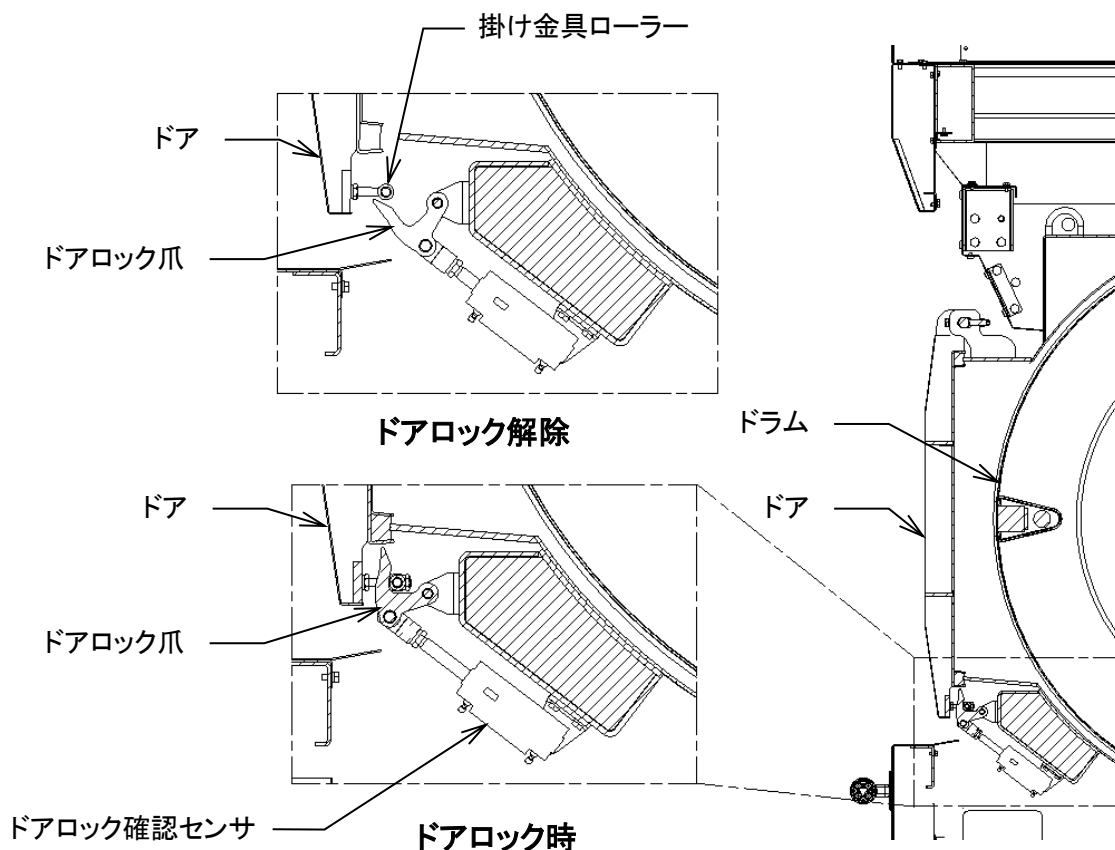 掛け金具ローラー
ドア
ドアロック爪
ドアロック解除
ドラム
ドア
ドア
ドアロック爪
ドアロック確認センサ
ドアロック時